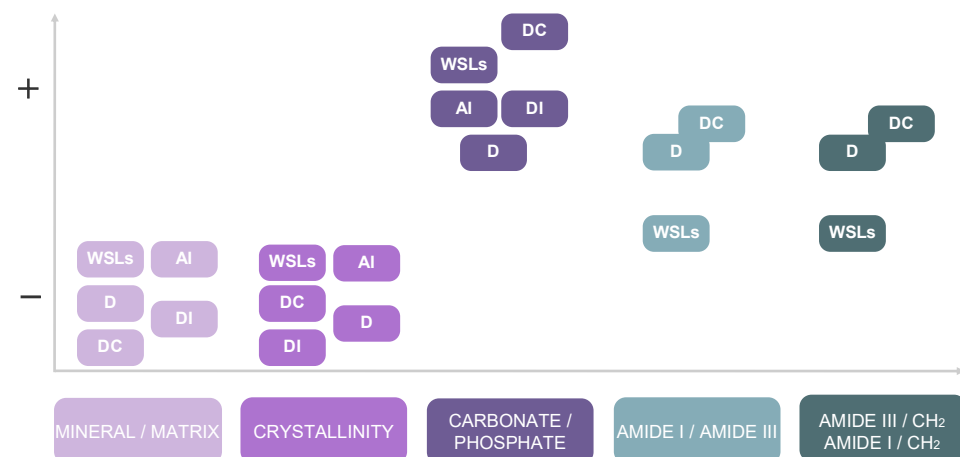 DC
WSLs
+
AI
DI
DC
DC
D
D
D
WSLs
WSLs
WSLs
AI
WSLs
AI
D
DC
DI
D
−
DC
DI
MINERAL / MATRIX
CRYSTALLINITY
CARBONATE /
PHOSPHATE
AMIDE I / AMIDE III
AMIDE III / CH₂
AMIDE I / CH₂